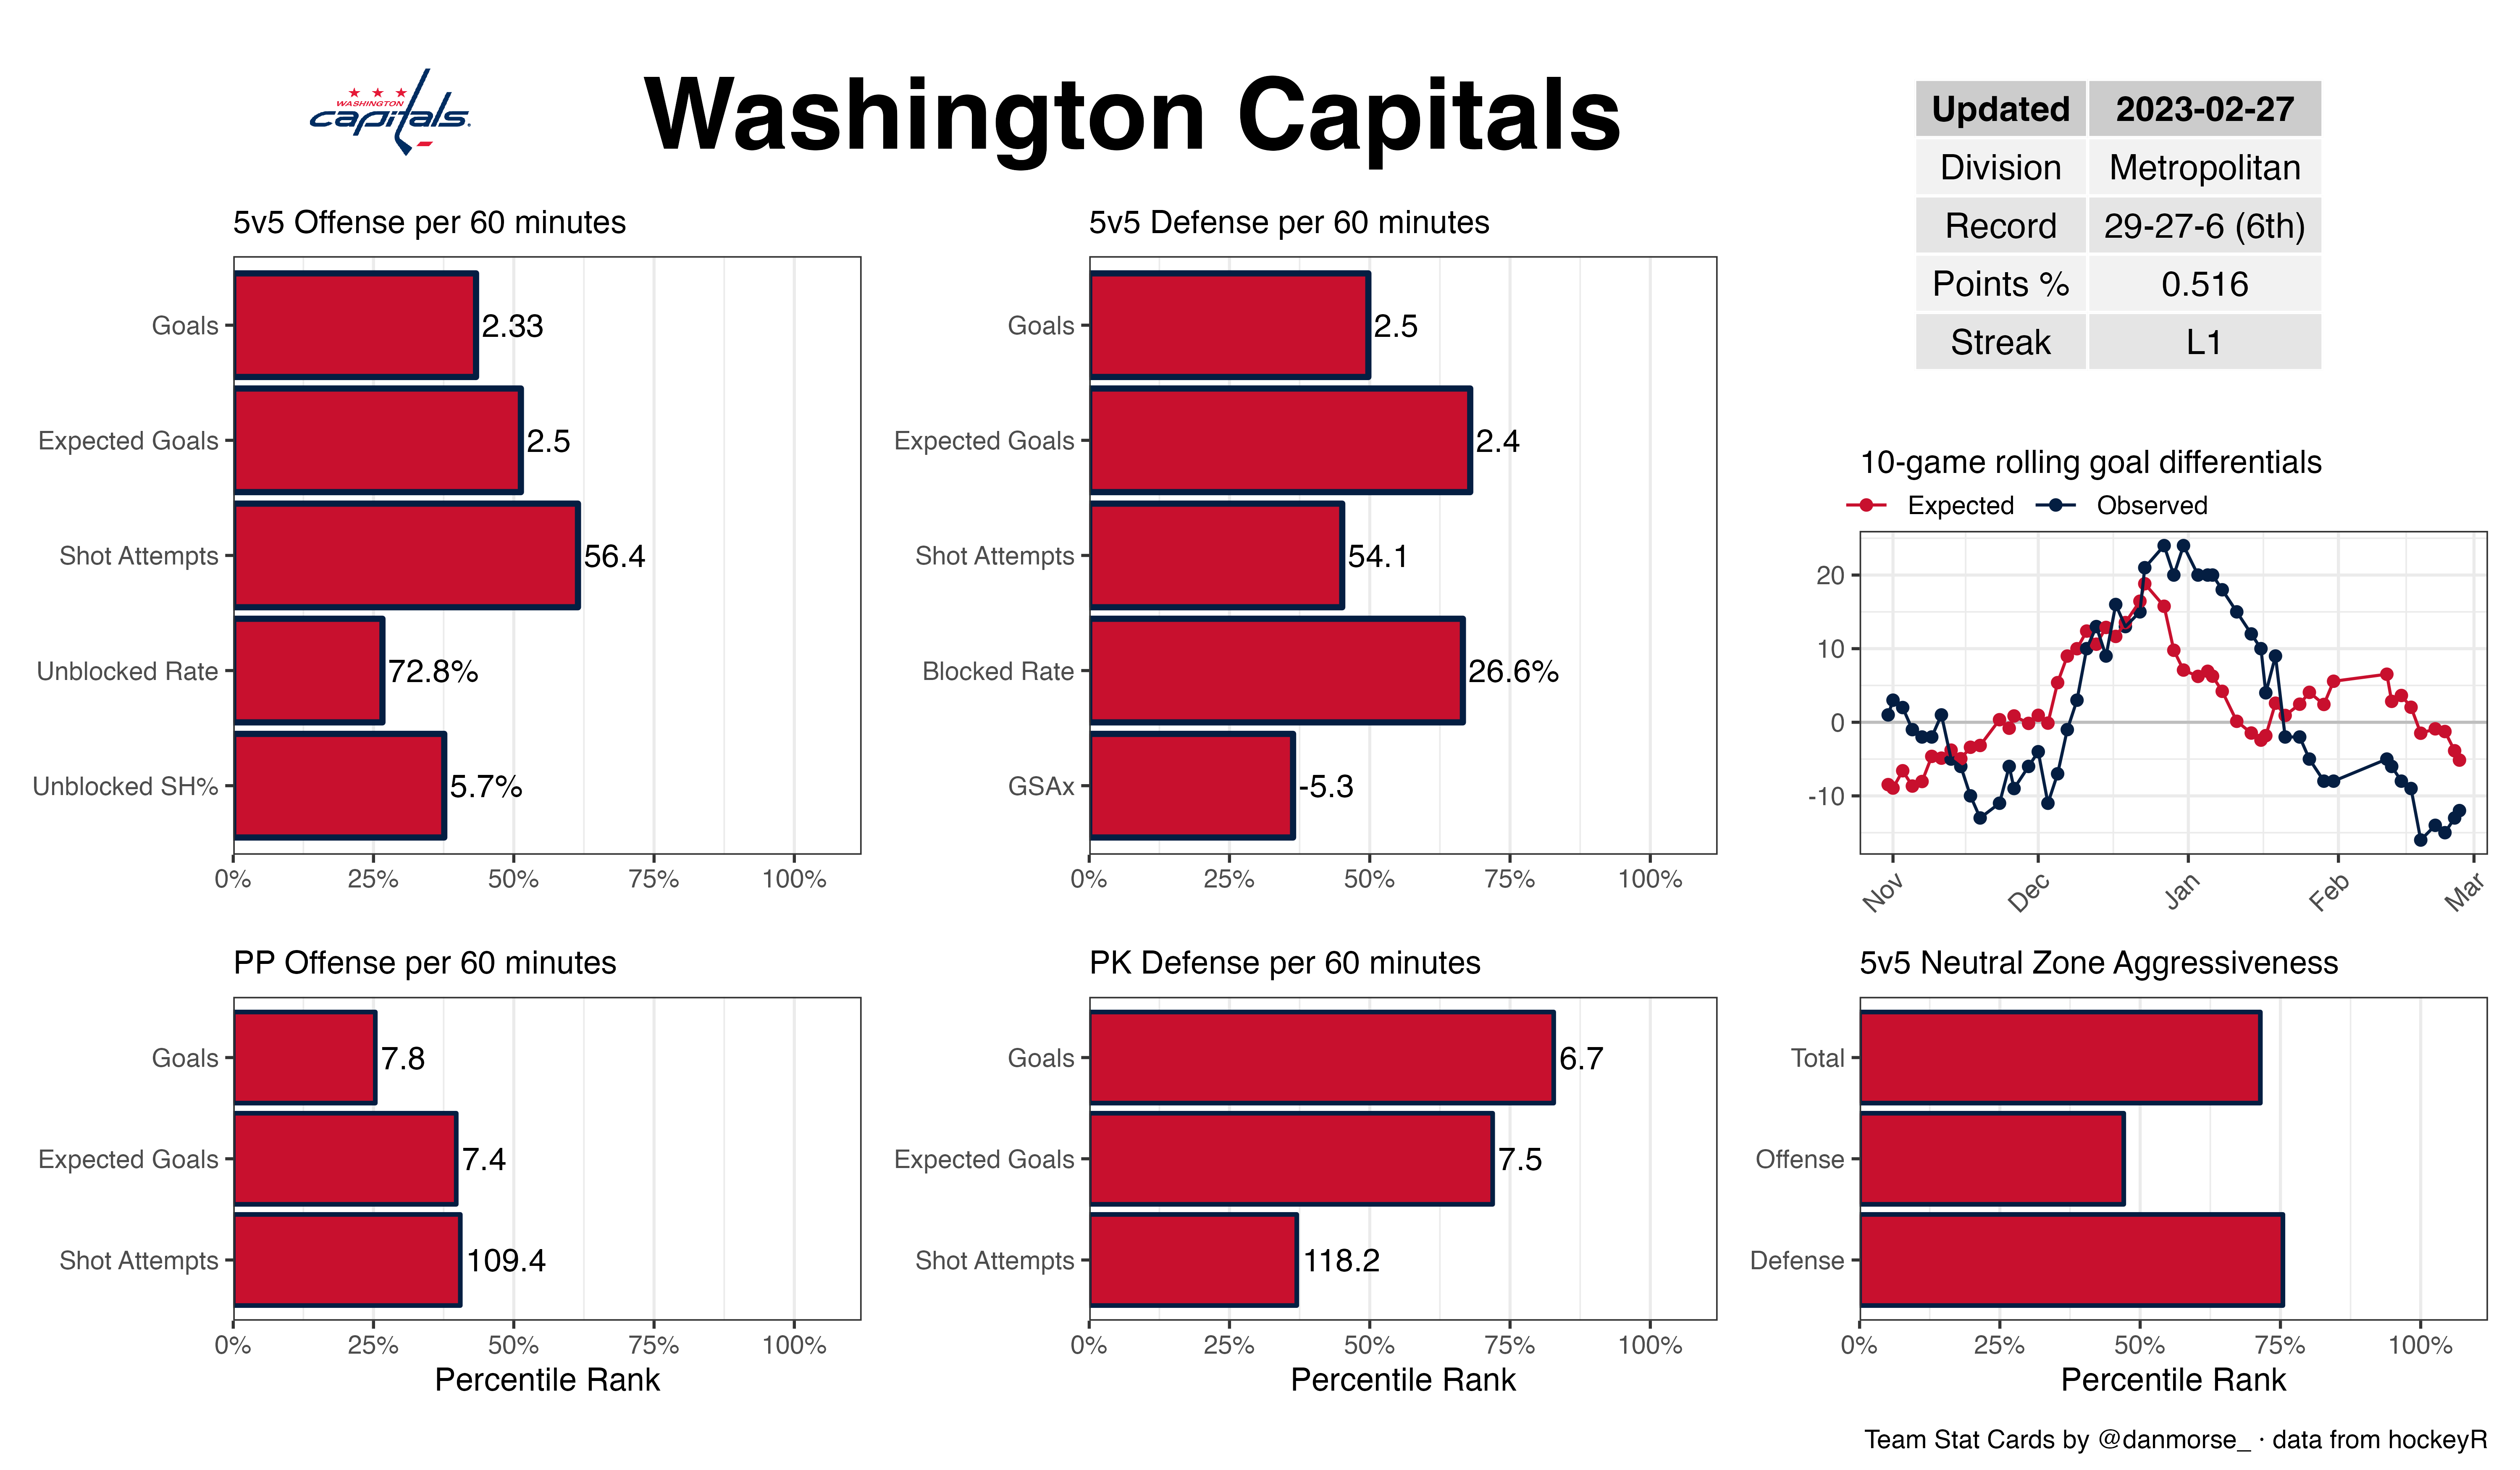 WASHINGTON
capitals.
Washington Capitals
Updated 2023-02-27
Division Metropolitan
Record 29-27-6 (6th)
Points % 0.516
Streak L1
5v5 Offense per 60 minutes
Goals 2.33
Expected Goals 2.5
Shot Attempts 56.4
Unblocked Rate 72.8%
Unblocked SH% 5.7%
0% 25% 50% 75% 100%
5v5 Defense per 60 minutes
Goals 2.5
Expected Goals 2.4
Shot Attempts 54.1
Blocked Rate 26.6%
GSAx -5.3
0% 25% 50% 75% 100%
10-game rolling goal differentials
Expected Observed
20
10
0
-10
Nov Dec Jan Feb Mar
PP Offense per 60 minutes
Goals 7.8
Expected Goals 7.4
Shot Attempts 109.4
0% 25% 50% 75% 100%
Percentile Rank
PK Defense per 60 minutes
Goals 6.7
Expected Goals 7.5
Shot Attempts 118.2
0% 25% 50% 75% 100%
Percentile Rank
5v5 Neutral Zone Aggressiveness
Total
Offense
Defense
0% 25% 50% 75% 100%
Percentile Rank
Team Stat Cards by @danmorse_ · data from hockeyR